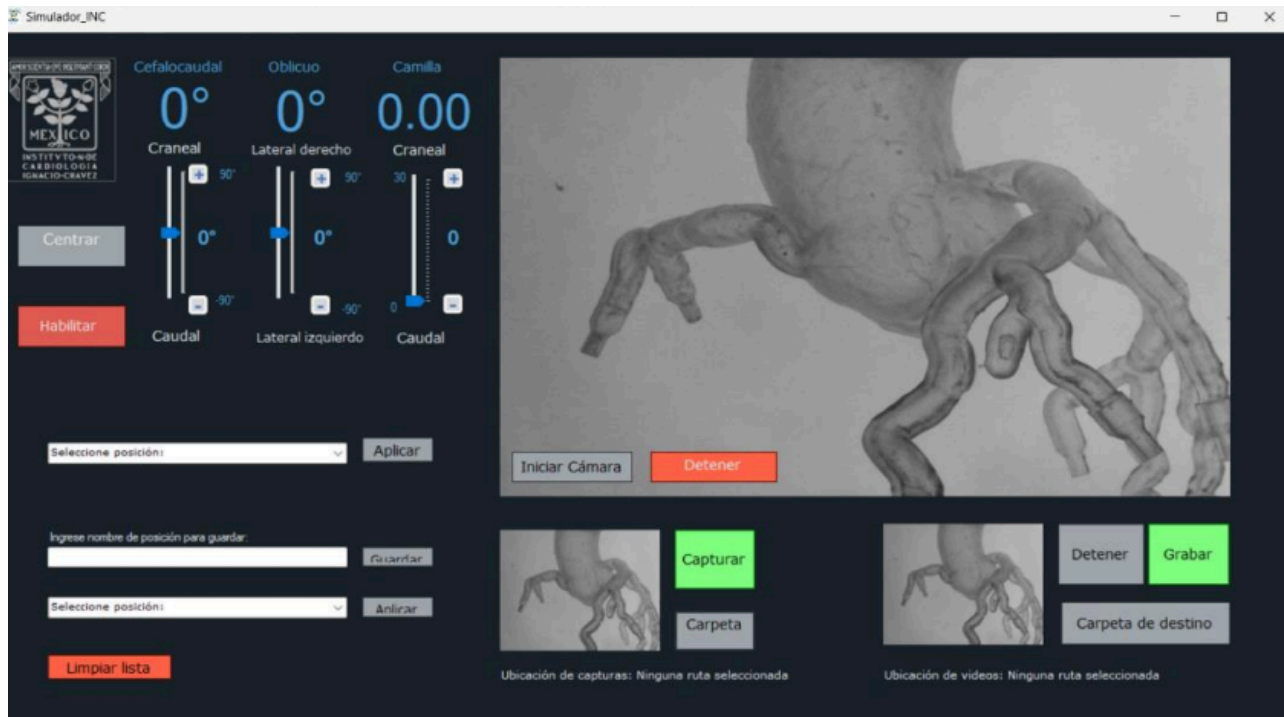 Simulador_INC
MEXICO
INSTITVTO·N·DE
CARDIOLOGIA
IGNACIO·CHAVEZ
Cefalocaudal
0°
Craneal
90°
0°
-90°
Caudal
Oblicuo
0°
Lateral derecho
90°
0°
-90°
Lateral izquierdo
Camilla
0.00
Craneal
30
0
0
Caudal
Centrar
Habilitar
Seleccione posición:
Aplicar
Ingrese nombre de posición para guardar:
Guardar
Seleccione posición:
Aplicar
Limpiar lista
Iniciar Cámara
Detener
Capturar
Carpeta
Ubicación de capturas: Ninguna ruta seleccionada
Detener
Grabar
Carpeta de destino
Ubicación de videos: Ninguna ruta seleccionada